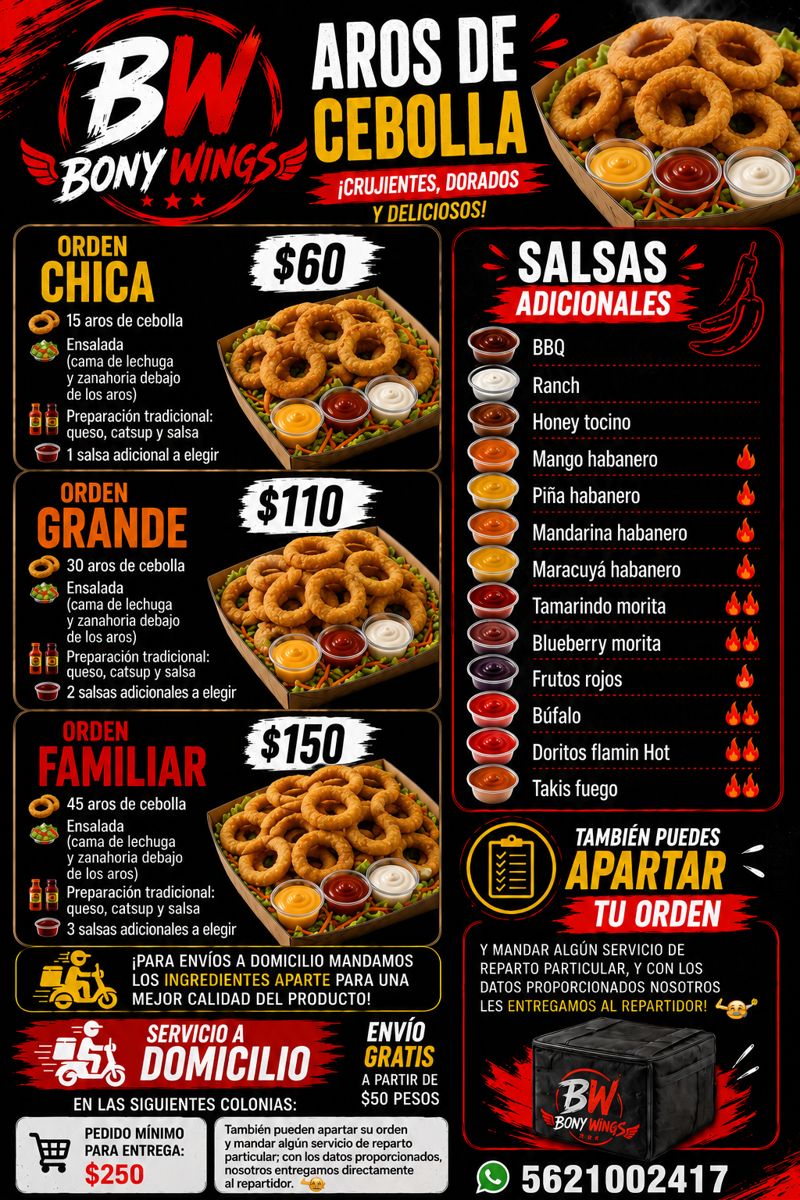 BW
BONY WINGS
AROS DE
CEBOLLA
¡CRUJIENTES, DORADOS
Y DELICIOSOS!
ORDEN
CHICA
$60
15 aros de cebolla
Ensalada
(cama de lechuga
y zanahoria debajo
de los aros)
Preparación tradicional:
queso, catsup y salsa
1 salsa adicional a elegir
ORDEN
GRANDE
$110
30 aros de cebolla
Ensalada
(cama de lechuga
y zanahoria debajo
de los aros)
Preparación tradicional:
queso, catsup y salsa
2 salsas adicionales a elegir
ORDEN
FAMILIAR
$150
45 aros de cebolla
Ensalada
(cama de lechuga
y zanahoria debajo
de los aros)
Preparación tradicional:
queso, catsup y salsa
3 salsas adicionales a elegir
¡PARA ENVÍOS A DOMICILIO MANDAMOS
LOS INGREDIENTES APARTE PARA UNA
MEJOR CALIDAD DEL PRODUCTO!
SERVICIO A
DOMICILIO
ENVÍO
GRATIS
A PARTIR DE
$50 PESOS
EN LAS SIGUIENTES COLONIAS:
PEDIDO MÍNIMO
PARA ENTREGA:
$250
También pueden apartar su orden
y mandar algún servicio de reparto
particular; con los datos proporcionados,
nosotros entregamos directamente
al repartidor.
SALSAS
ADICIONALES
BBQ
Ranch
Honey tocino
Mango habanero
Piña habanero
Mandarina habanero
Maracuyá habanero
Tamarindo morita
Blueberry morita
Frutos rojos
Búfalo
Doritos flamin Hot
Takis fuego
TAMBIÉN PUEDES
APARTAR
TU ORDEN
Y MANDAR ALGÚN SERVICIO DE
REPARTO PARTICULAR, Y CON LOS
DATOS PROPORCIONADOS NOSOTROS
LES ENTREGAMOS AL REPARTIDOR!
BW
BONY WINGS
5621002417